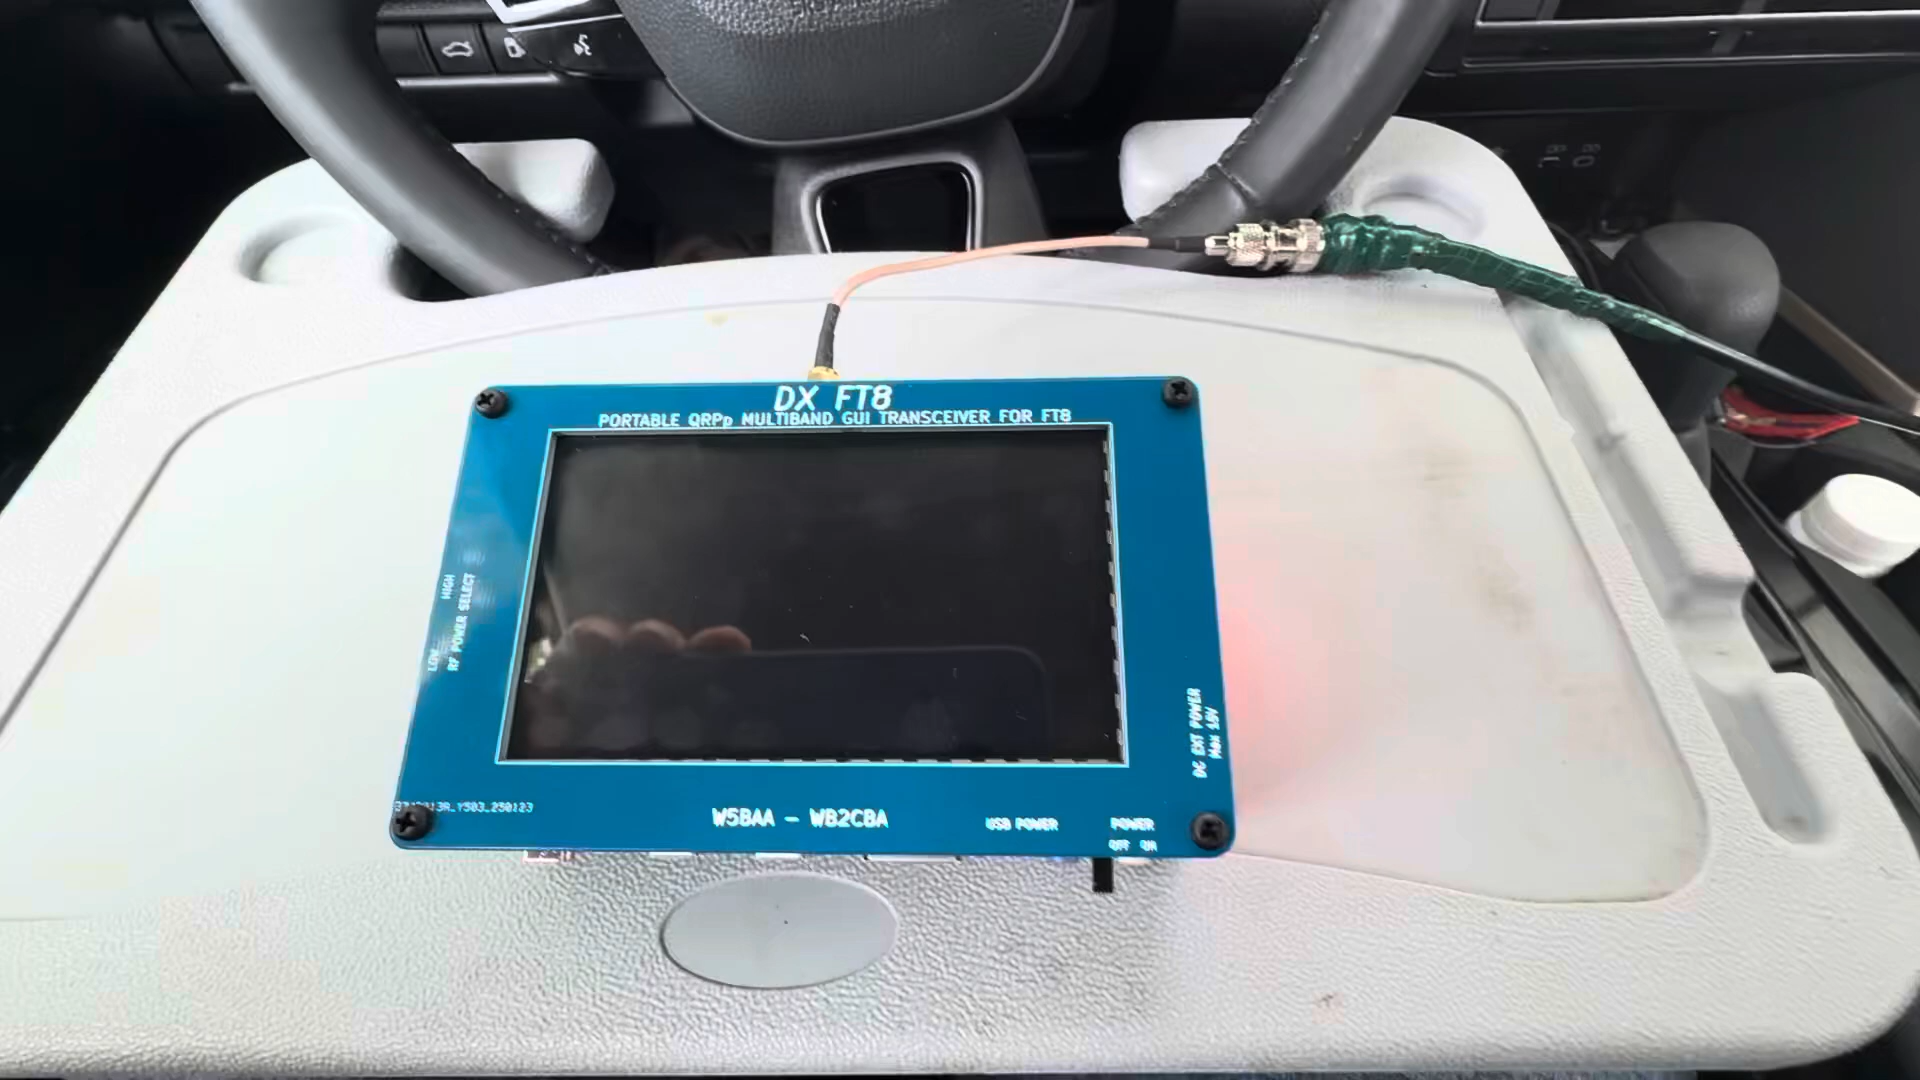 DX FT8
PORTABLE QRPp MULTIBAND GUI TRANSCEIVER FOR FT8
HIGH
LOW
RF POWER SELECT
DC EXT POWER
Max 15V
W5BAA - WB2CBA
USB POWER
POWER
OFF ON